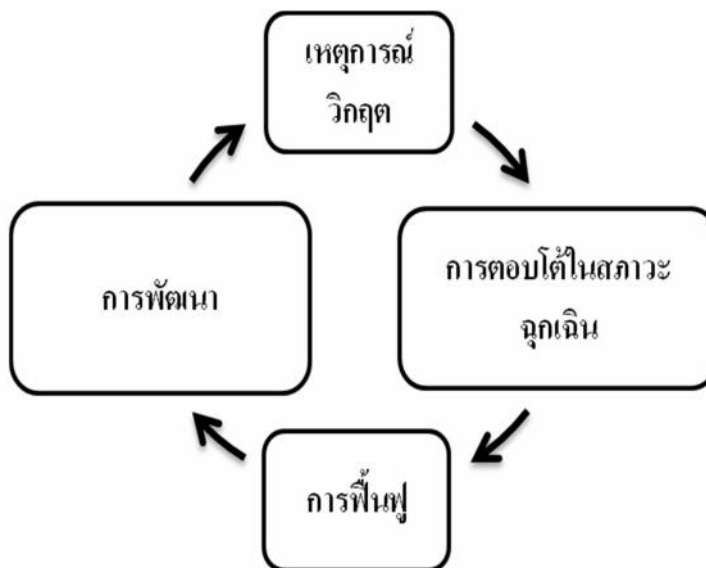 เหตุการณ์
วิกฤต
การตอบโต้ในสภาวะ
ฉุกเฉิน
การพัฒนา
การฟื้นฟู